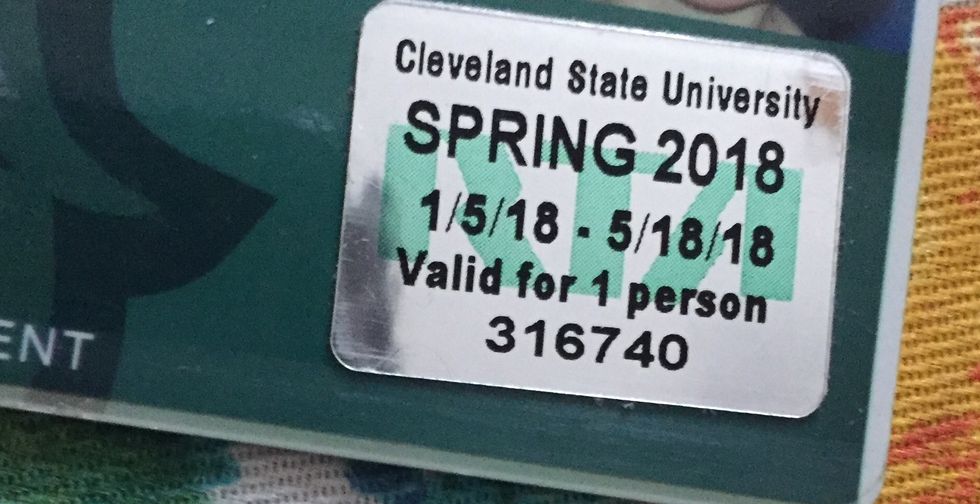 Cleveland State University
SPRING 2018
1/5/18 - 5/18/18
Valid for 1 person
316740
ENT